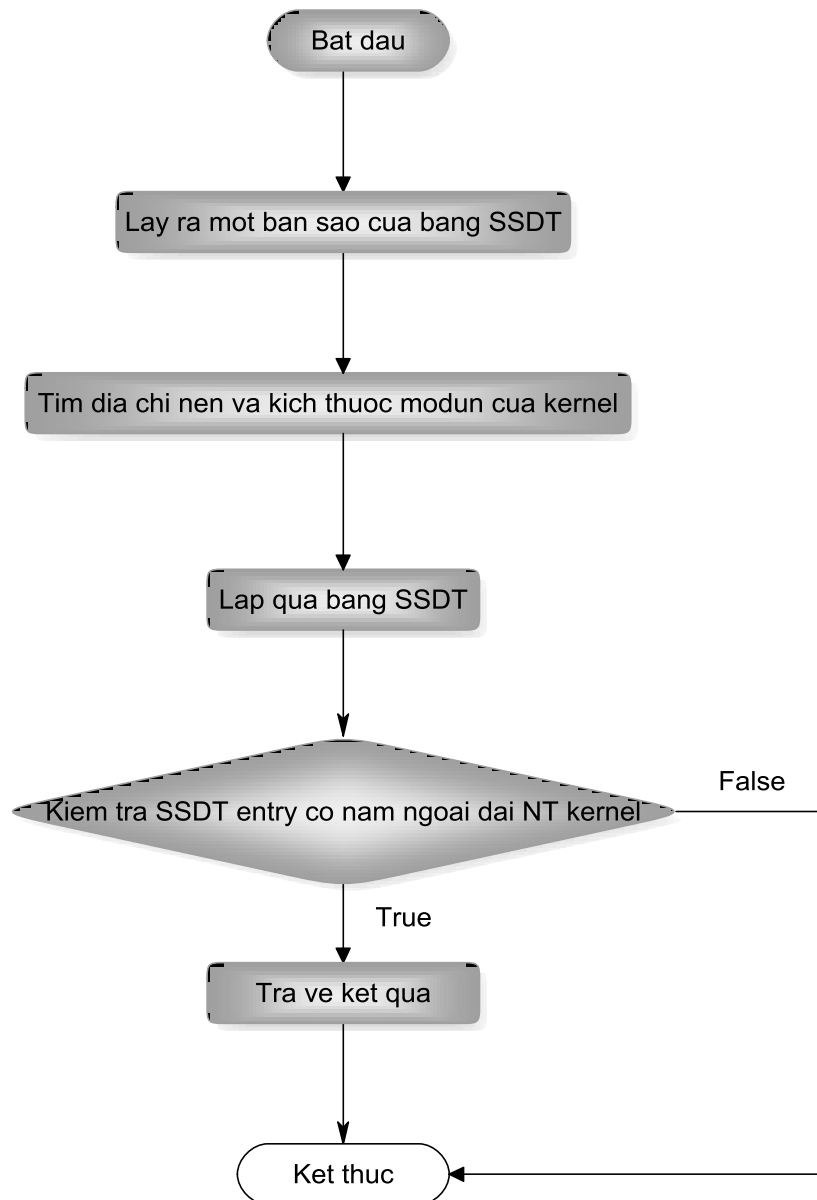 Bat dau
Lay ra mot ban sao cua bang SSDT
Tim dia chi nen va kich thuoc modun cua kernel
Lap qua bang SSDT
Kiem tra SSDT entry co nam ngoai dai NT kernel
False
True
Tra ve ket qua
Ket thuc